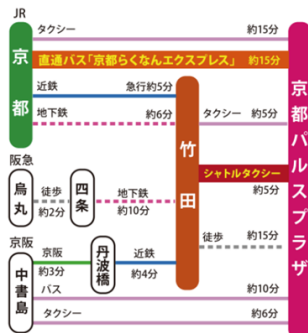 JR
京都
タクシー
約15分
直通バス「京都らくなんエクスプレス」 約15分
近鉄
急行約5分
地下鉄
約6分
竹田
タクシー
約5分
京都パルスプラザ
阪急
烏丸
徒歩
約2分
四条
地下鉄
約10分
シャトルタクシー
約5分
徒歩
約15分
京阪
中書島
京阪
約3分
丹波橋
近鉄
約4分
バス
約10分
タクシー
約6分